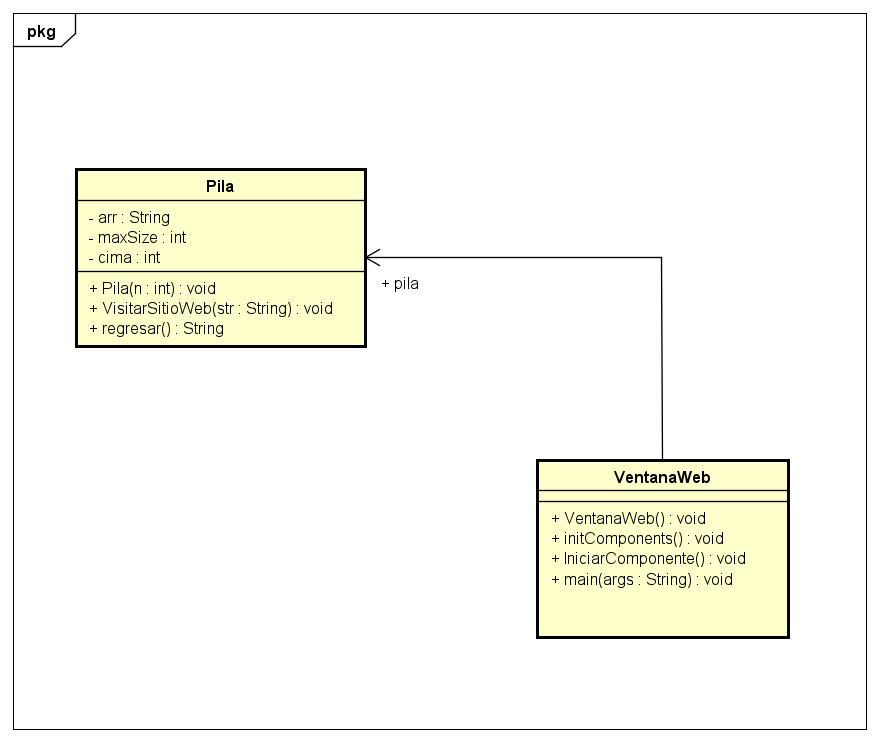 pkg
Pila
- arr : String
- maxSize : int
- cima : int
+ Pila(n : int) : void
+ VisitarSitioWeb(str : String) : void
+ regresar() : String
+ pila
VentanaWeb
+ VentanaWeb() : void
+ initComponents() : void
+ IniciarComponente() : void
+ main(args : String) : void